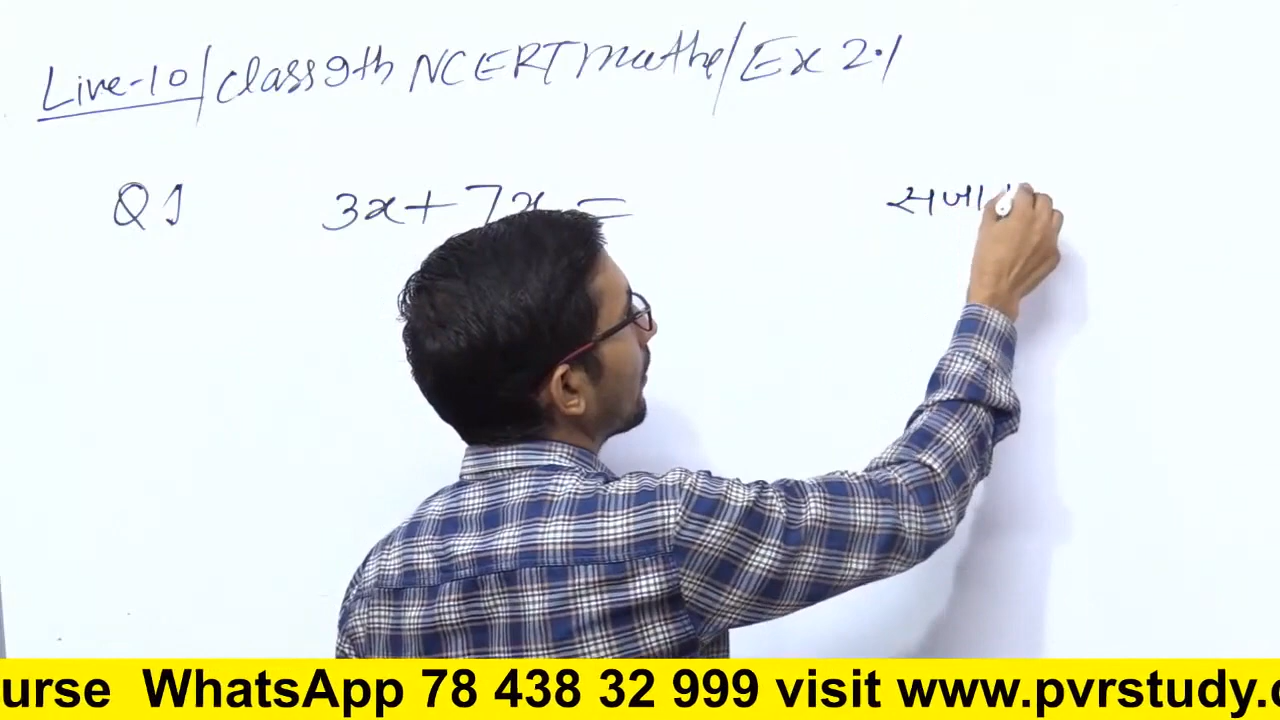 Live-10/class 9th NCERT maths/Ex 2.1
Q 1 3x + 7x =
urse WhatsApp 78 438 32 999 visit www.pvrstudy.c